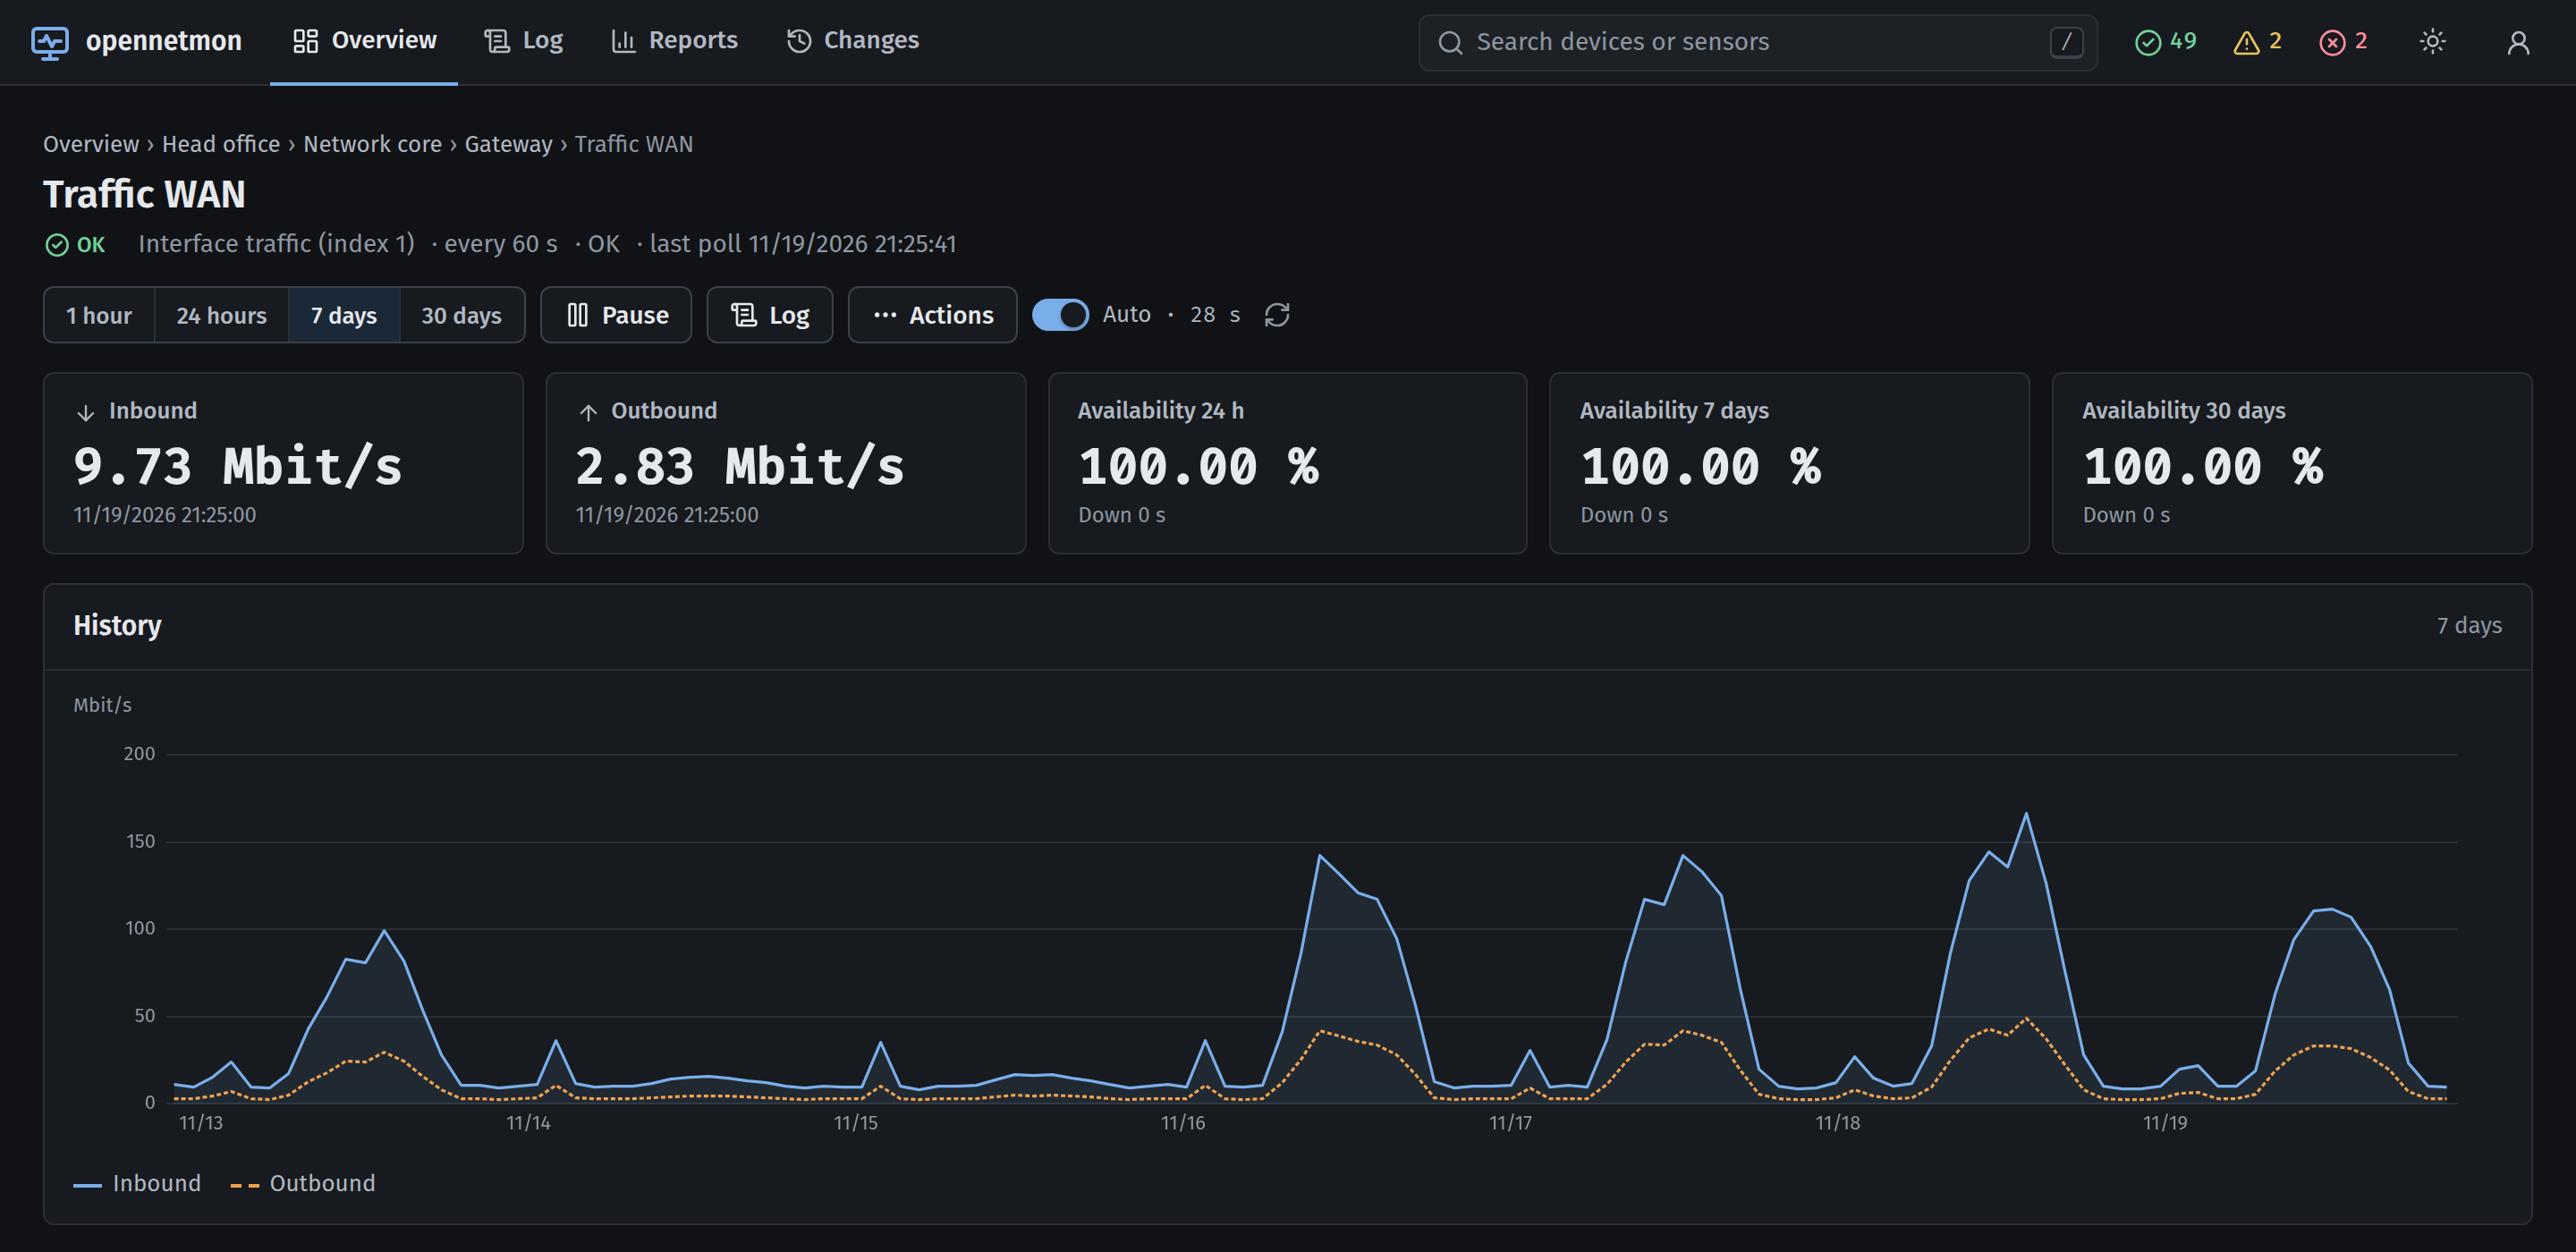 opennetmon Overview Log Reports Changes Search devices or sensors / 49 2 2
Overview › Head office › Network core › Gateway › Traffic WAN
Traffic WAN
OK Interface traffic (index 1) · every 60 s · OK · last poll 11/19/2026 21:25:41
1 hour 24 hours 7 days 30 days Pause Log Actions Auto · 28 s
Inbound Outbound Availability 24 h Availability 7 days Availability 30 days
9.73 Mbit/s 2.83 Mbit/s 100.00 % 100.00 % 100.00 %
11/19/2026 21:25:00 11/19/2026 21:25:00 Down 0 s Down 0 s Down 0 s
History 7 days
Mbit/s
200
150
100
50
0
11/13 11/14 11/15 11/16 11/17 11/18 11/19
Inbound Outbound